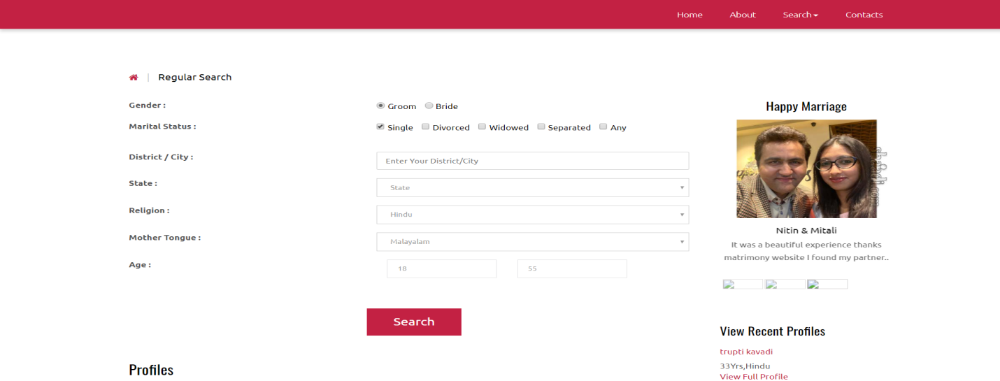 Home About Search Contacts
Regular Search
Gender : Groom Bride
Marital Status : Single Divorced Widowed Separated Any
District / City : Enter Your District/City
State : State
Religion : Hindu
Mother Tongue : Malayalam
Age : 18 55
Search
Profiles
Happy Marriage
shaadi.com
Nitin & Mitali
It was a beautiful experience thanks
matrimony website I found my partner..
View Recent Profiles
trupti kavadi
33Yrs,Hindu
View Full Profile